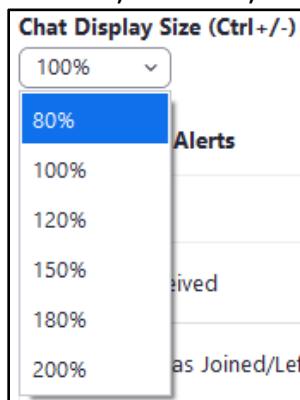 Chat Display Size (Ctrl+/-)
100%
80%
Alerts
100%
120%
150%
eived
180%
200%
as Joined/Lef